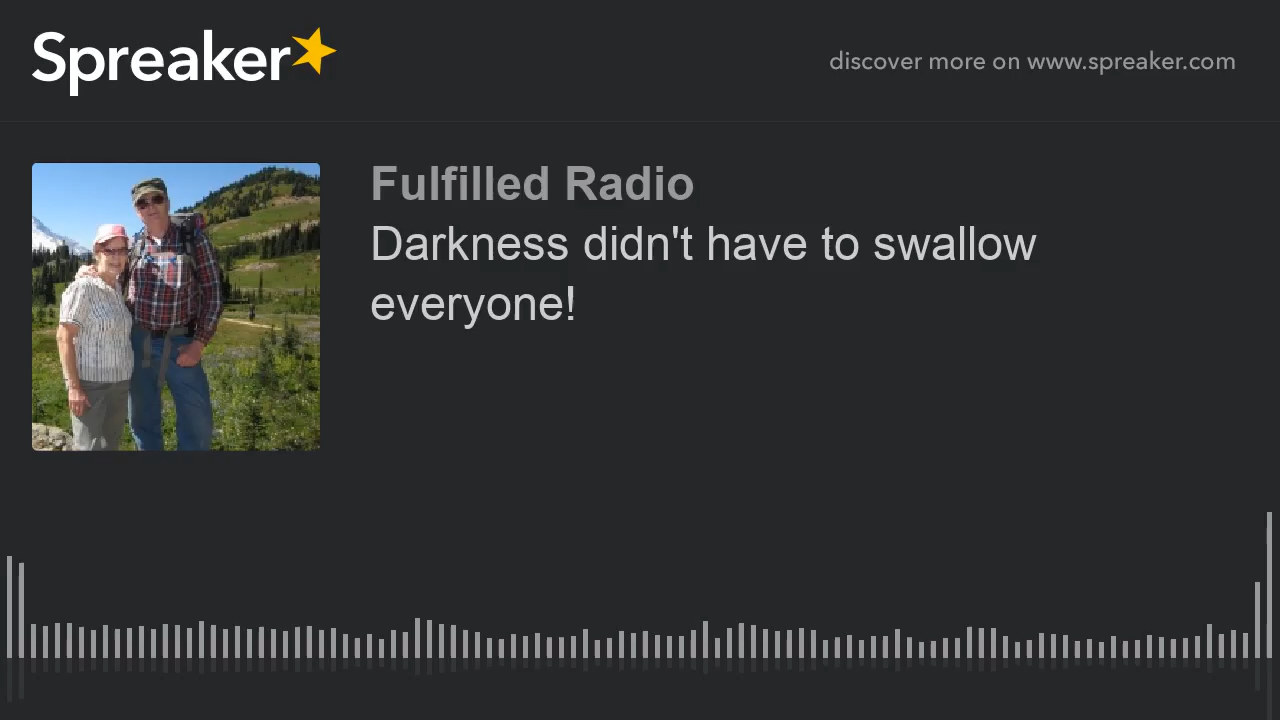 Spreaker
discover more on www.spreaker.com
Fulfilled Radio
Darkness didn't have to swallow
everyone!